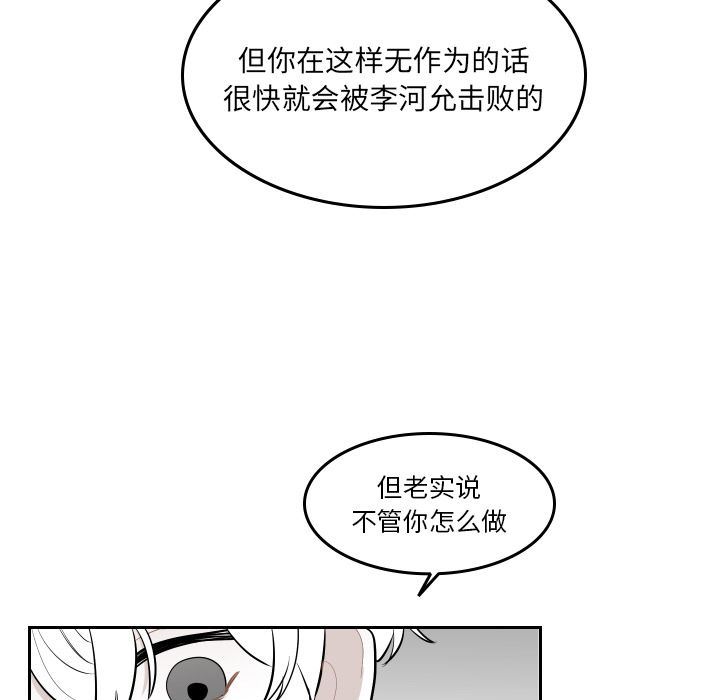 但你在这样无作为的话
很快就会被李河允击败的
但老实说
不管你怎么做